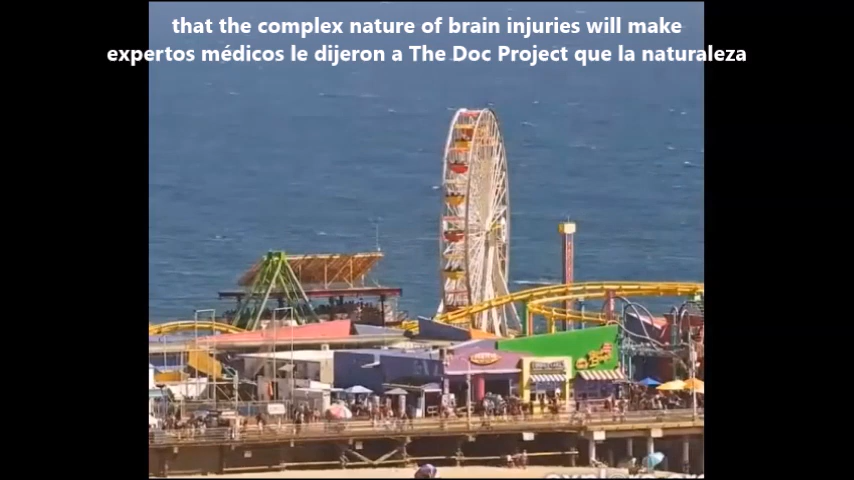 that the complex nature of brain injuries will make
expertos médicos le dijeron a The Doc Project que la naturaleza